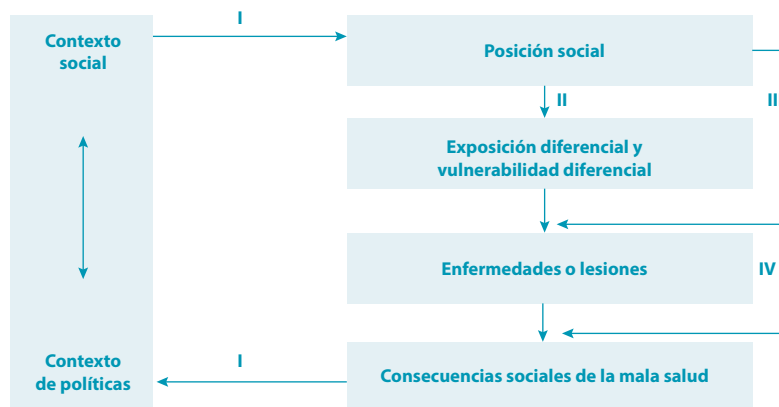 Contexto
social
I
Posición social
II
II
Exposición diferencial y
vulnerabilidad diferencial
Enfermedades o lesiones
IV
Contexto
de políticas
I
Consecuencias sociales de la mala salud